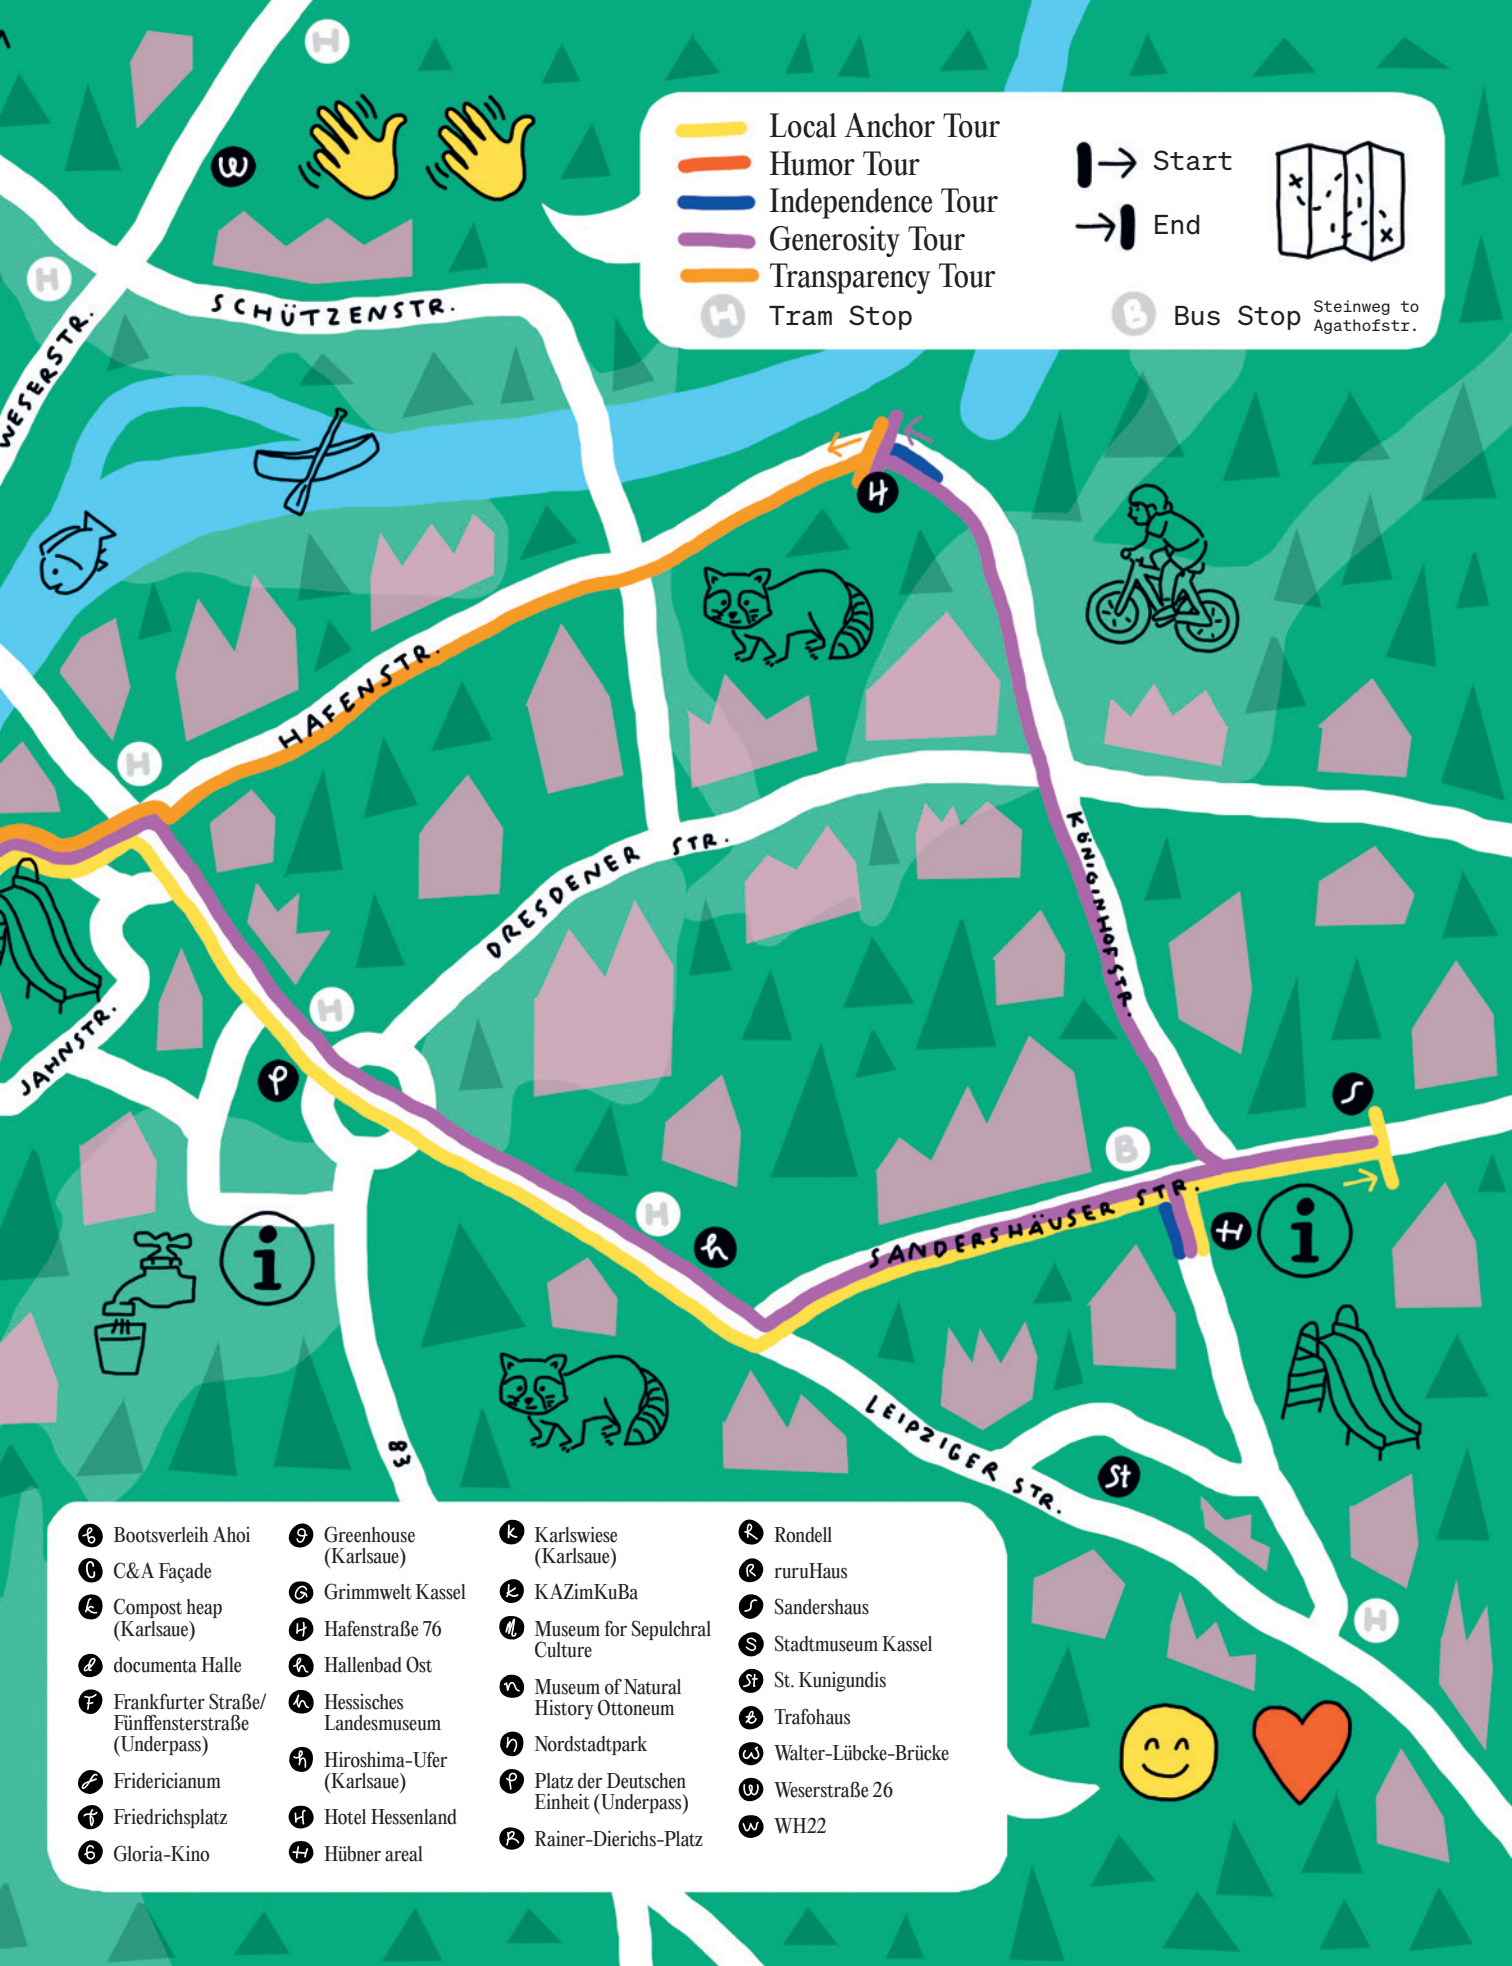 H
W
Local Anchor Tour
Humor Tour
Independence Tour
Generosity Tour
Transparency Tour
H Tram Stop
Start
End
B Bus Stop Steinweg to
Agathofstr.
H
SCHÜTZENSTR.
WESERSTR.
H
HAFENSTR.
H
DRESDENER STR.
KÖNIGINHOFSTR.
H
JAHNSTR.
P
S
B
H
h
SANDERSHÄUSER STR.
H
i
i
83
LEIPZIGER STR.
St
H
Bootsverleih Ahoi
C C&A Façade
k Compost heap
(Karlsaue)
d documenta Halle
F Frankfurter Straße/
Fünffensterstraße
(Underpass)
f Fridericianum
f Friedrichsplatz
G Gloria-Kino
g Greenhouse
(Karlsaue)
G Grimmwelt Kassel
H Hafenstraße 76
h Hallenbad Ost
h Hessisches
Landesmuseum
h Hiroshima-Ufer
(Karlsaue)
H Hotel Hessenland
H Hübner areal
K Karlswiese
(Karlsaue)
k KAZimKuBa
M Museum for Sepulchral
Culture
n Museum of Natural
History Ottoneum
n Nordstadtpark
P Platz der Deutschen
Einheit (Underpass)
R Rainer-Dierichs-Platz
R Rondell
R ruruHaus
S Sandershaus
S Stadtmuseum Kassel
St St. Kunigundis
t Trafohaus
w Walter-Lübcke-Brücke
W Weserstraße 26
w WH22